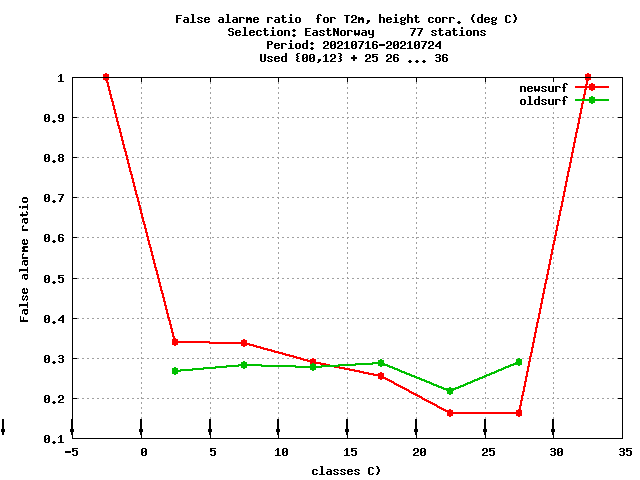 False alarme ratio for T2m, height corr. (deg C)
Selection: EastNorway 77 stations
Period: 20210716-20210724
Used {00,12} + 25 26 ... 36
newsurf
oldsurf
False alarme ratio
1
0.9
0.8
0.7
0.6
0.5
0.4
0.3
0.2
0.1
-5 0 5 10 15 20 25 30 35
classes C)